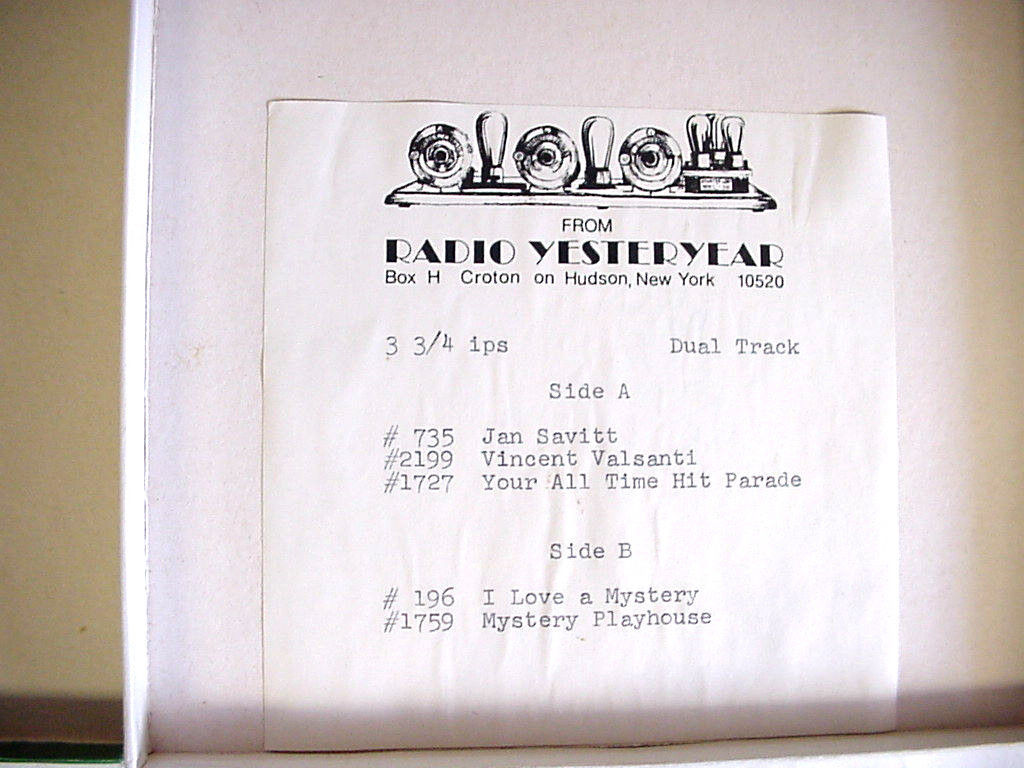 FROM
RADIO YESTERYEAR
Box H Croton on Hudson, New York 10520
3 3/4 ips Dual Track
Side A
# 735 Jan Savitt
#2199 Vincent Valsanti
#1727 Your All Time Hit Parade
Side B
# 196 I Love a Mystery
#1759 Mystery Playhouse